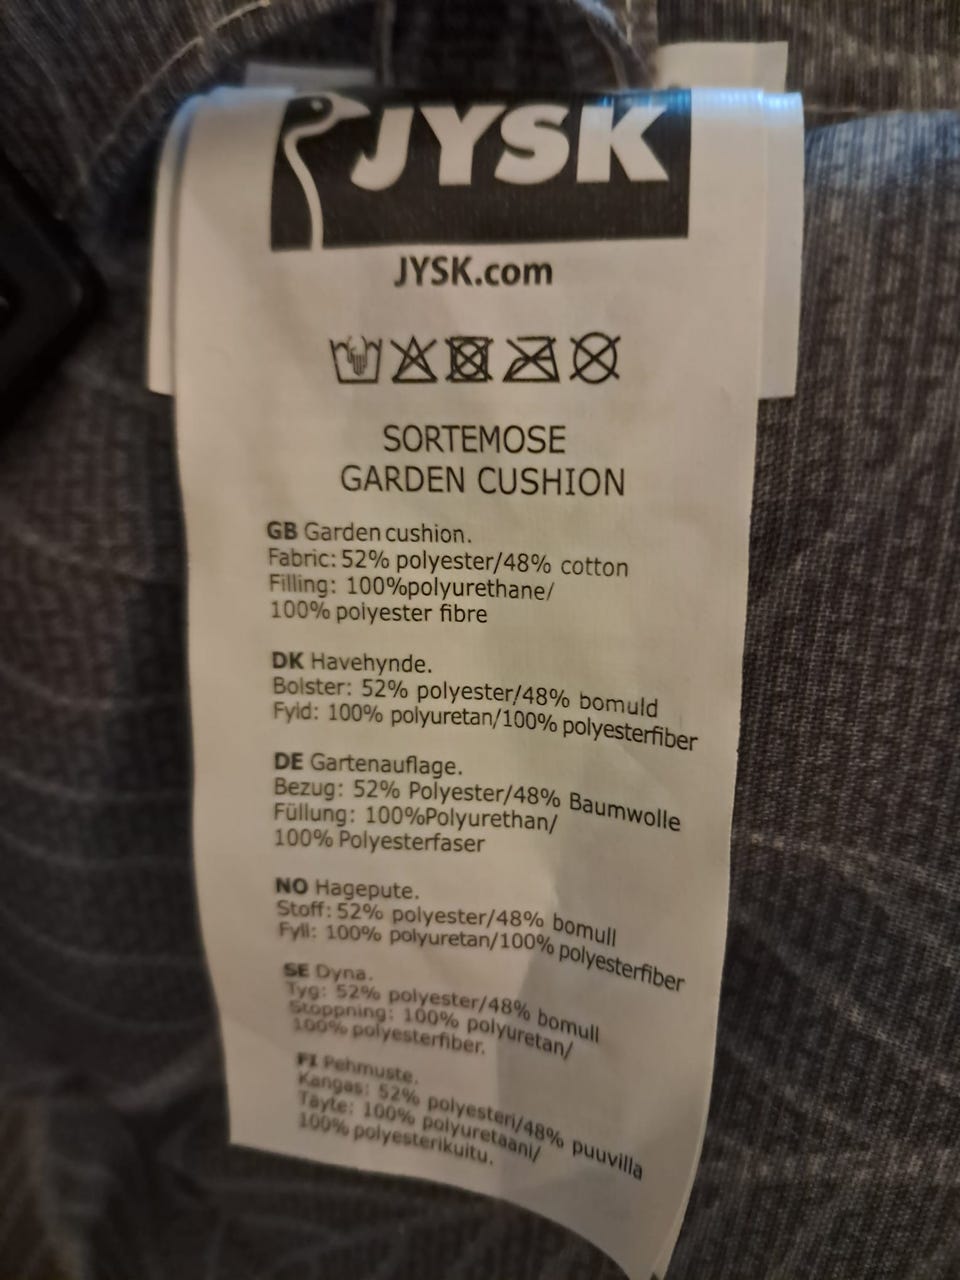 JYSK
JYSK.com
SORTEMOSE
GARDEN CUSHION
GB Garden cushion.
Fabric: 52% polyester/48% cotton
Filling: 100%polyurethane/
100% polyester fibre
DK Havehynde.
Bolster: 52% polyester/48% bomuld
Fyld: 100% polyuretan/100% polyesterfiber
DE Gartenauflage.
Bezug: 52% Polyester/48% Baumwolle
Füllung: 100%Polyurethan/
100% Polyesterfaser
NO Hagepute.
Stoff: 52% polyester/48% bomull
Fyll: 100% polyuretan/100% polyesterfiber
SE Dyna.
Tyg: 52% polyester/48% bomull
Stoppning: 100% polyuretan/
100% polyesterfiber.
FI Pehmuste.
Kangas: 52% polyesteri/48% puuvilla
Täyte: 100% polyuretaani/
100% polyesterikuitu.